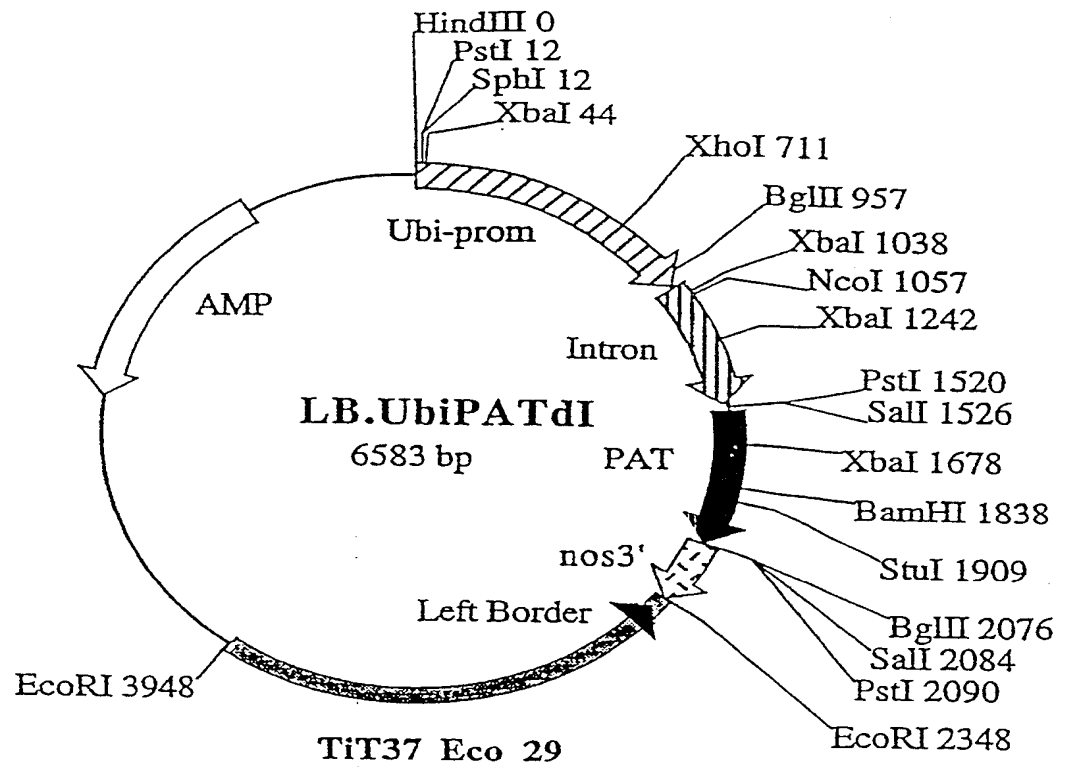 HindIII 0
PstI 12
SphI 12
XbaI 44
XhoI 711
BglII 957
XbaI 1038
NcoI 1057
XbaI 1242
PstI 1520
SalI 1526
XbaI 1678
BamHI 1838
StuI 1909
BglII 2076
SalI 2084
PstI 2090
EcoRI 2348
EcoRI 3948
Ubi-prom
AMP
Intron
LB.UbiPATdI
6583 bp
PAT
nos3'
Left Border
TiT37 Eco 29